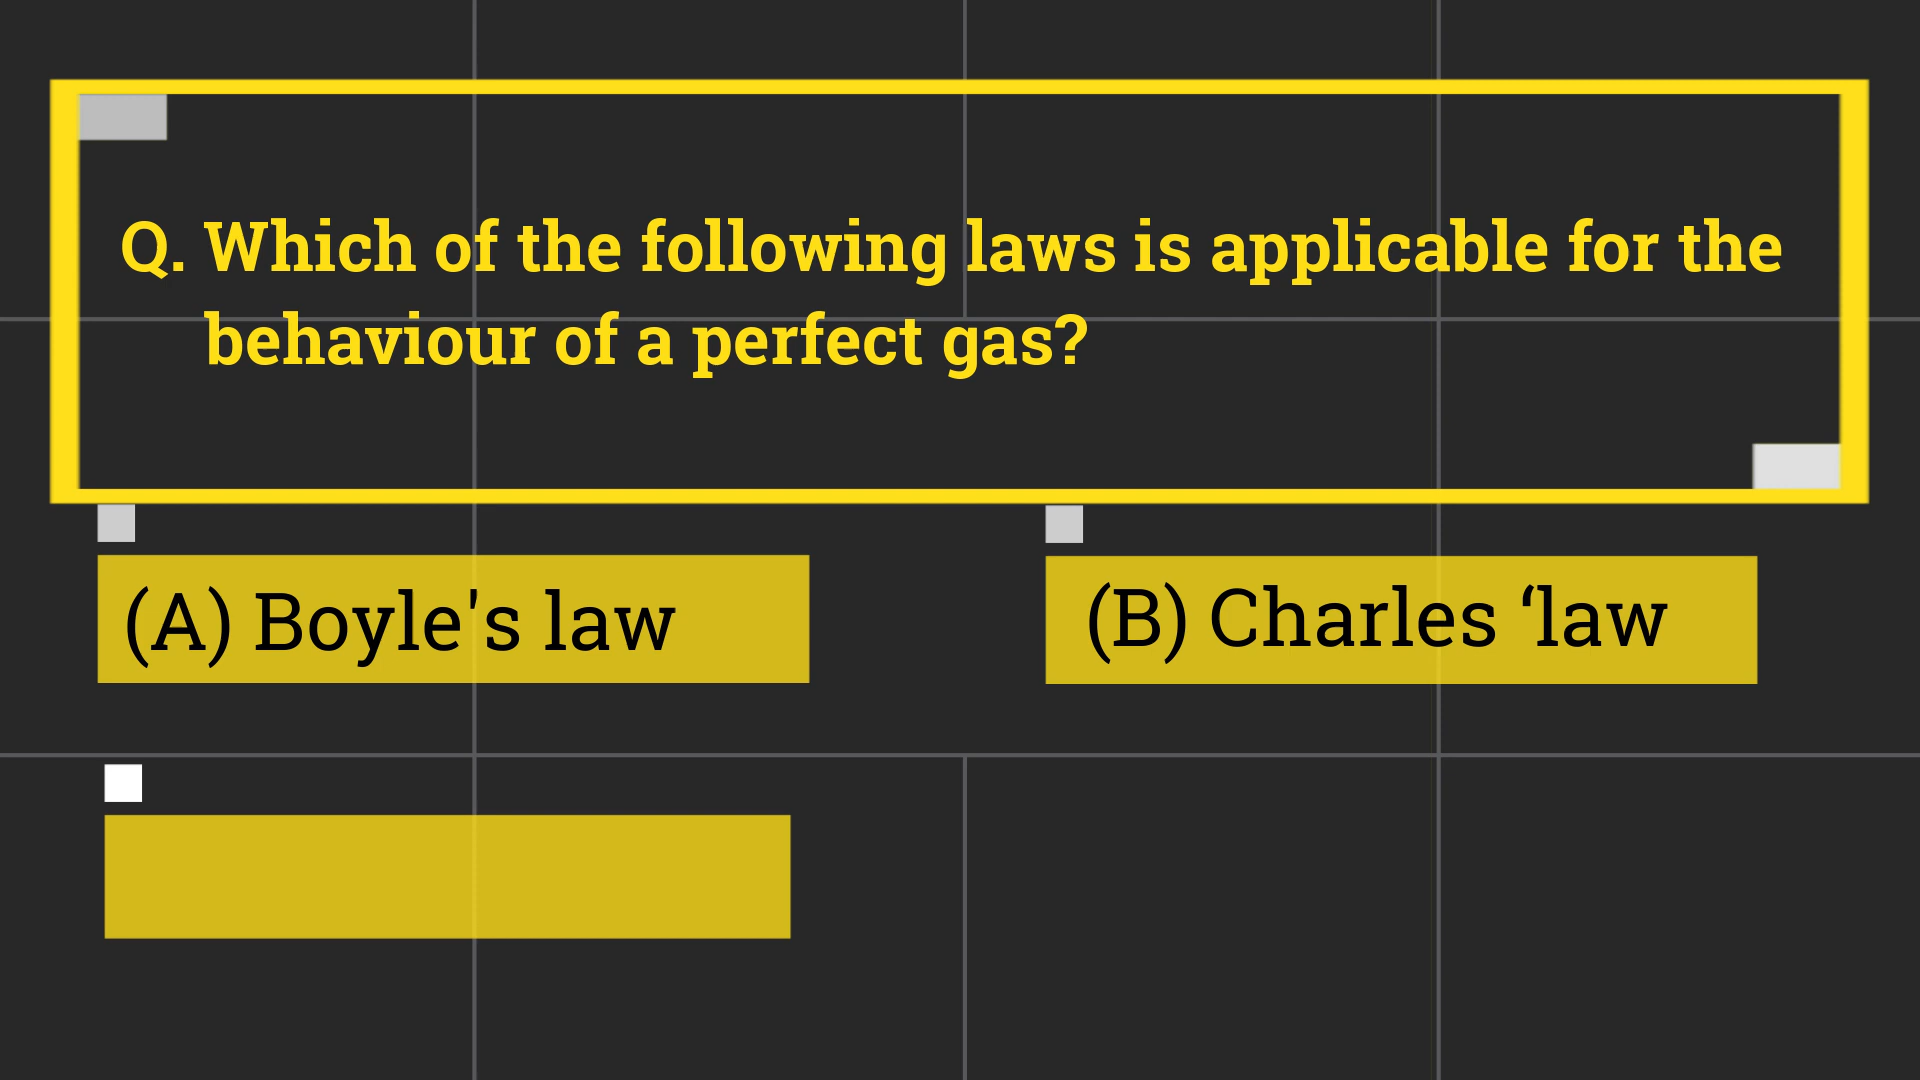 Q. Which of the following laws is applicable for the
behaviour of a perfect gas?
(A) Boyle's law
(B) Charles ‘law